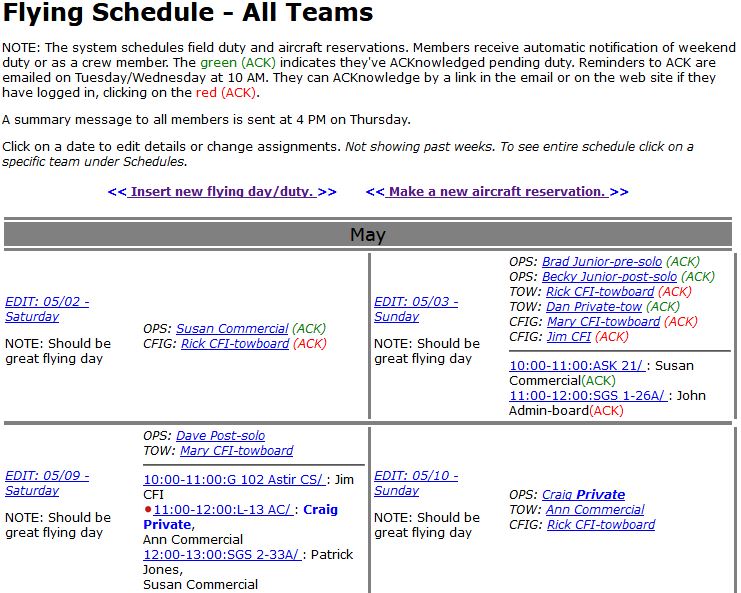 Flying Schedule - All Teams
NOTE: The system schedules field duty and aircraft reservations. Members receive automatic notification of weekend
duty or as a crew member. The green (ACK) indicates they've ACKnowledged pending duty. Reminders to ACK are
emailed on Tuesday/Wednesday at 10 AM. They can ACKnowledge by a link in the email or on the web site if they
have logged in, clicking on the red (ACK).
A summary message to all members is sent at 4 PM on Thursday.
Click on a date to edit details or change assignments. Not showing past weeks. To see entire schedule click on a
specific team under Schedules.
<< Insert new flying day/duty. >> << Make a new aircraft reservation. >>
May
EDIT: 05/02 -
Saturday
NOTE: Should be
great flying day
OPS: Susan Commercial (ACK)
CFIG: Rick CFI-towboard (ACK)
EDIT: 05/03 -
Sunday
NOTE: Should be
great flying day
OPS: Brad Junior-pre-solo (ACK)
OPS: Becky Junior-post-solo (ACK)
TOW: Rick CFI-towboard (ACK)
TOW: Dan Private-tow (ACK)
CFIG: Mary CFI-towboard (ACK)
CFIG: Jim CFI (ACK)
10:00-11:00:ASK 21/ : Susan
Commercial(ACK)
11:00-12:00:SGS 1-26A/ : John
Admin-board(ACK)
EDIT: 05/09 -
Saturday
NOTE: Should be
great flying day
OPS: Dave Post-solo
TOW: Mary CFI-towboard
10:00-11:00:G 102 Astir CS/ : Jim
CFI
•11:00-12:00:L-13 AC/ : Craig
Private,
Ann Commercial
12:00-13:00:SGS 2-33A/ : Patrick
Jones,
Susan Commercial
EDIT: 05/10 -
Sunday
NOTE: Should be
great flying day
OPS: Craig Private
TOW: Ann Commercial
CFIG: Rick CFI-towboard